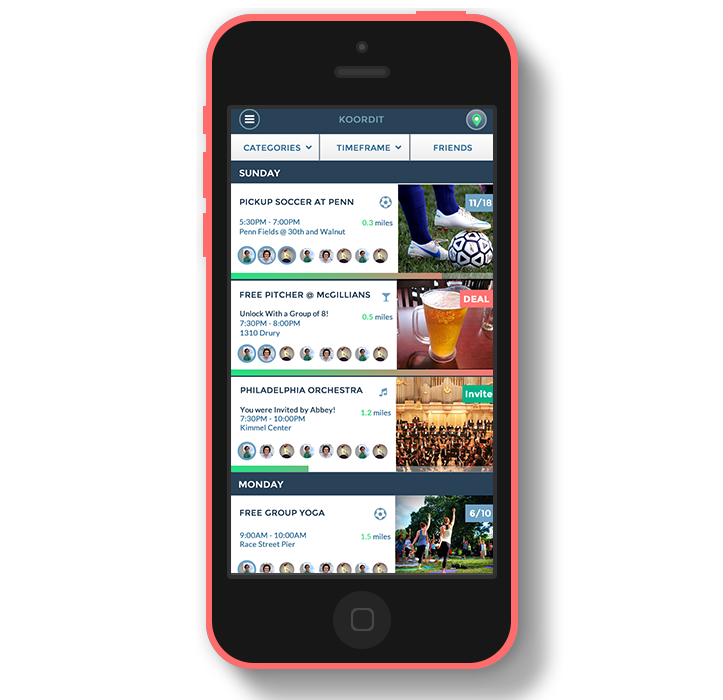 KOORDIT
CATEGORIES TIMEFRAME FRIENDS
SUNDAY
PICKUP SOCCER AT PENN
11/18
5:30PM - 7:00PM
0.3 miles
Penn Fields @ 30th and Walnut
FREE PITCHER @ McGILLIANS
DEAL
Unlock With a Group of 8!
7:30PM - 8:00PM
0.5 miles
1310 Drury
PHILADELPHIA ORCHESTRA
Invite
You were Invited by Abbey!
7:30PM - 10:00PM
1.2 miles
Kimmel Center
MONDAY
FREE GROUP YOGA
6/10
9:00AM - 10:00AM
1.5 miles
Race Street Pier